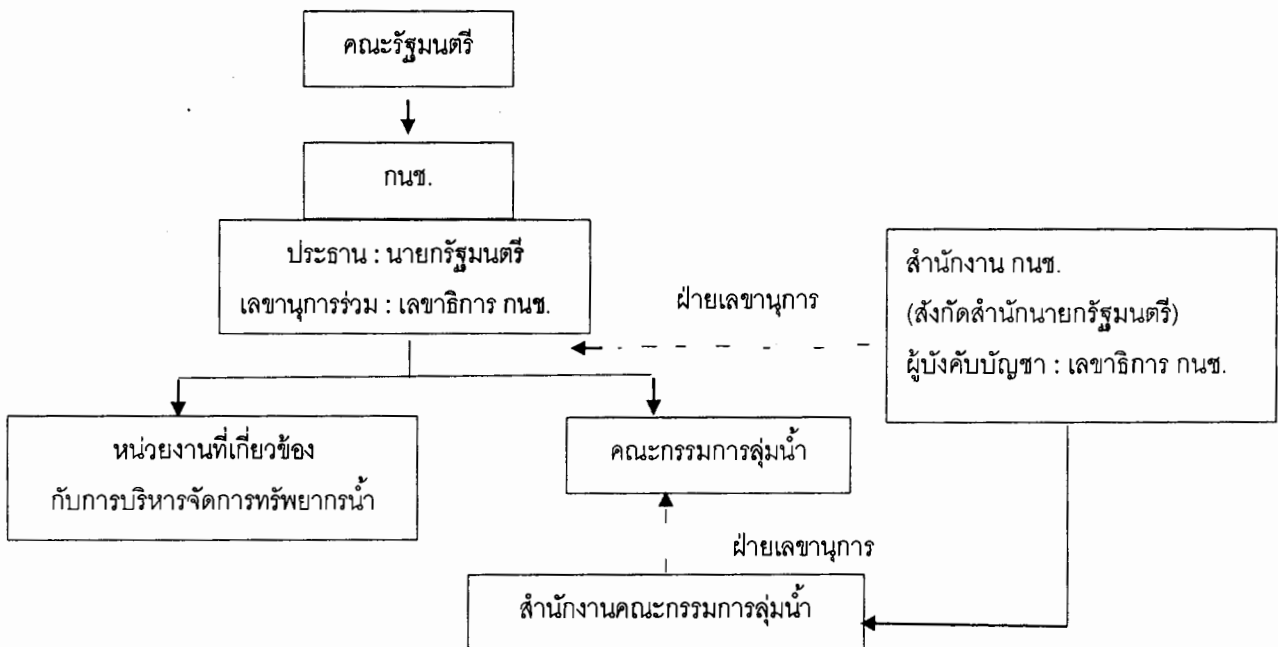 คณะรัฐมนตรี
กนช.
ประธาน : นายกรัฐมนตรี
เลขานุการร่วม : เลขาธิการ กนช.
ฝ่ายเลขานุการ
สำนักงาน กนช.
(สังกัดสำนักนายกรัฐมนตรี)
ผู้บังคับบัญชา : เลขาธิการ กนช.
หน่วยงานที่เกี่ยวข้อง
กับการบริหารจัดการทรัพยากรน้ำ
คณะกรรมการลุ่มน้ำ
ฝ่ายเลขานุการ
สำนักงานคณะกรรมการลุ่มน้ำ